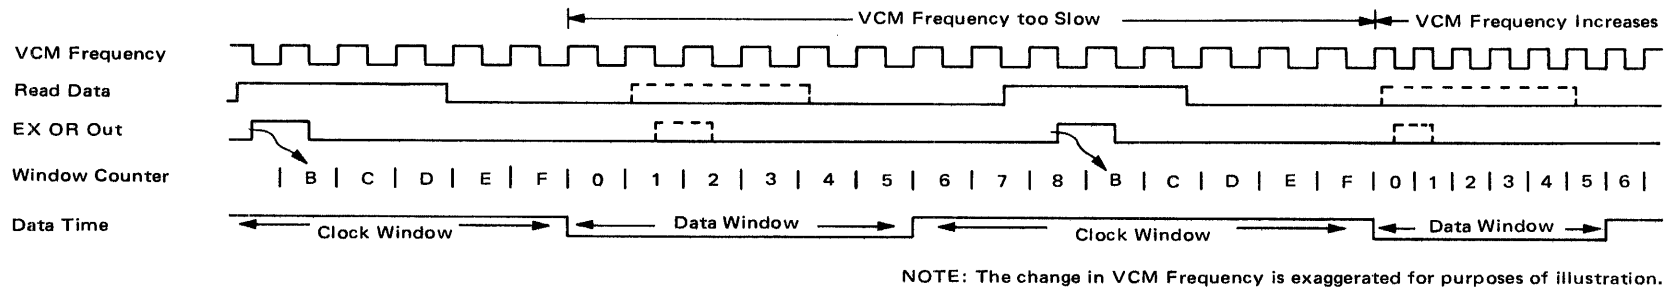 VCM Frequency too Slow VCM Frequency Increases
VCM Frequency
Read Data
EX OR Out
Window Counter | B | C | D | E | F | 0 | 1 | 2 | 3 | 4 | 5 | 6 | 7 | 8 | B | C | D | E | F | 0 | 1 | 2 | 3 | 4 | 5 | 6 |
Data Time Clock Window Data Window Clock Window Data Window
NOTE: The change in VCM Frequency is exaggerated for purposes of illustration.